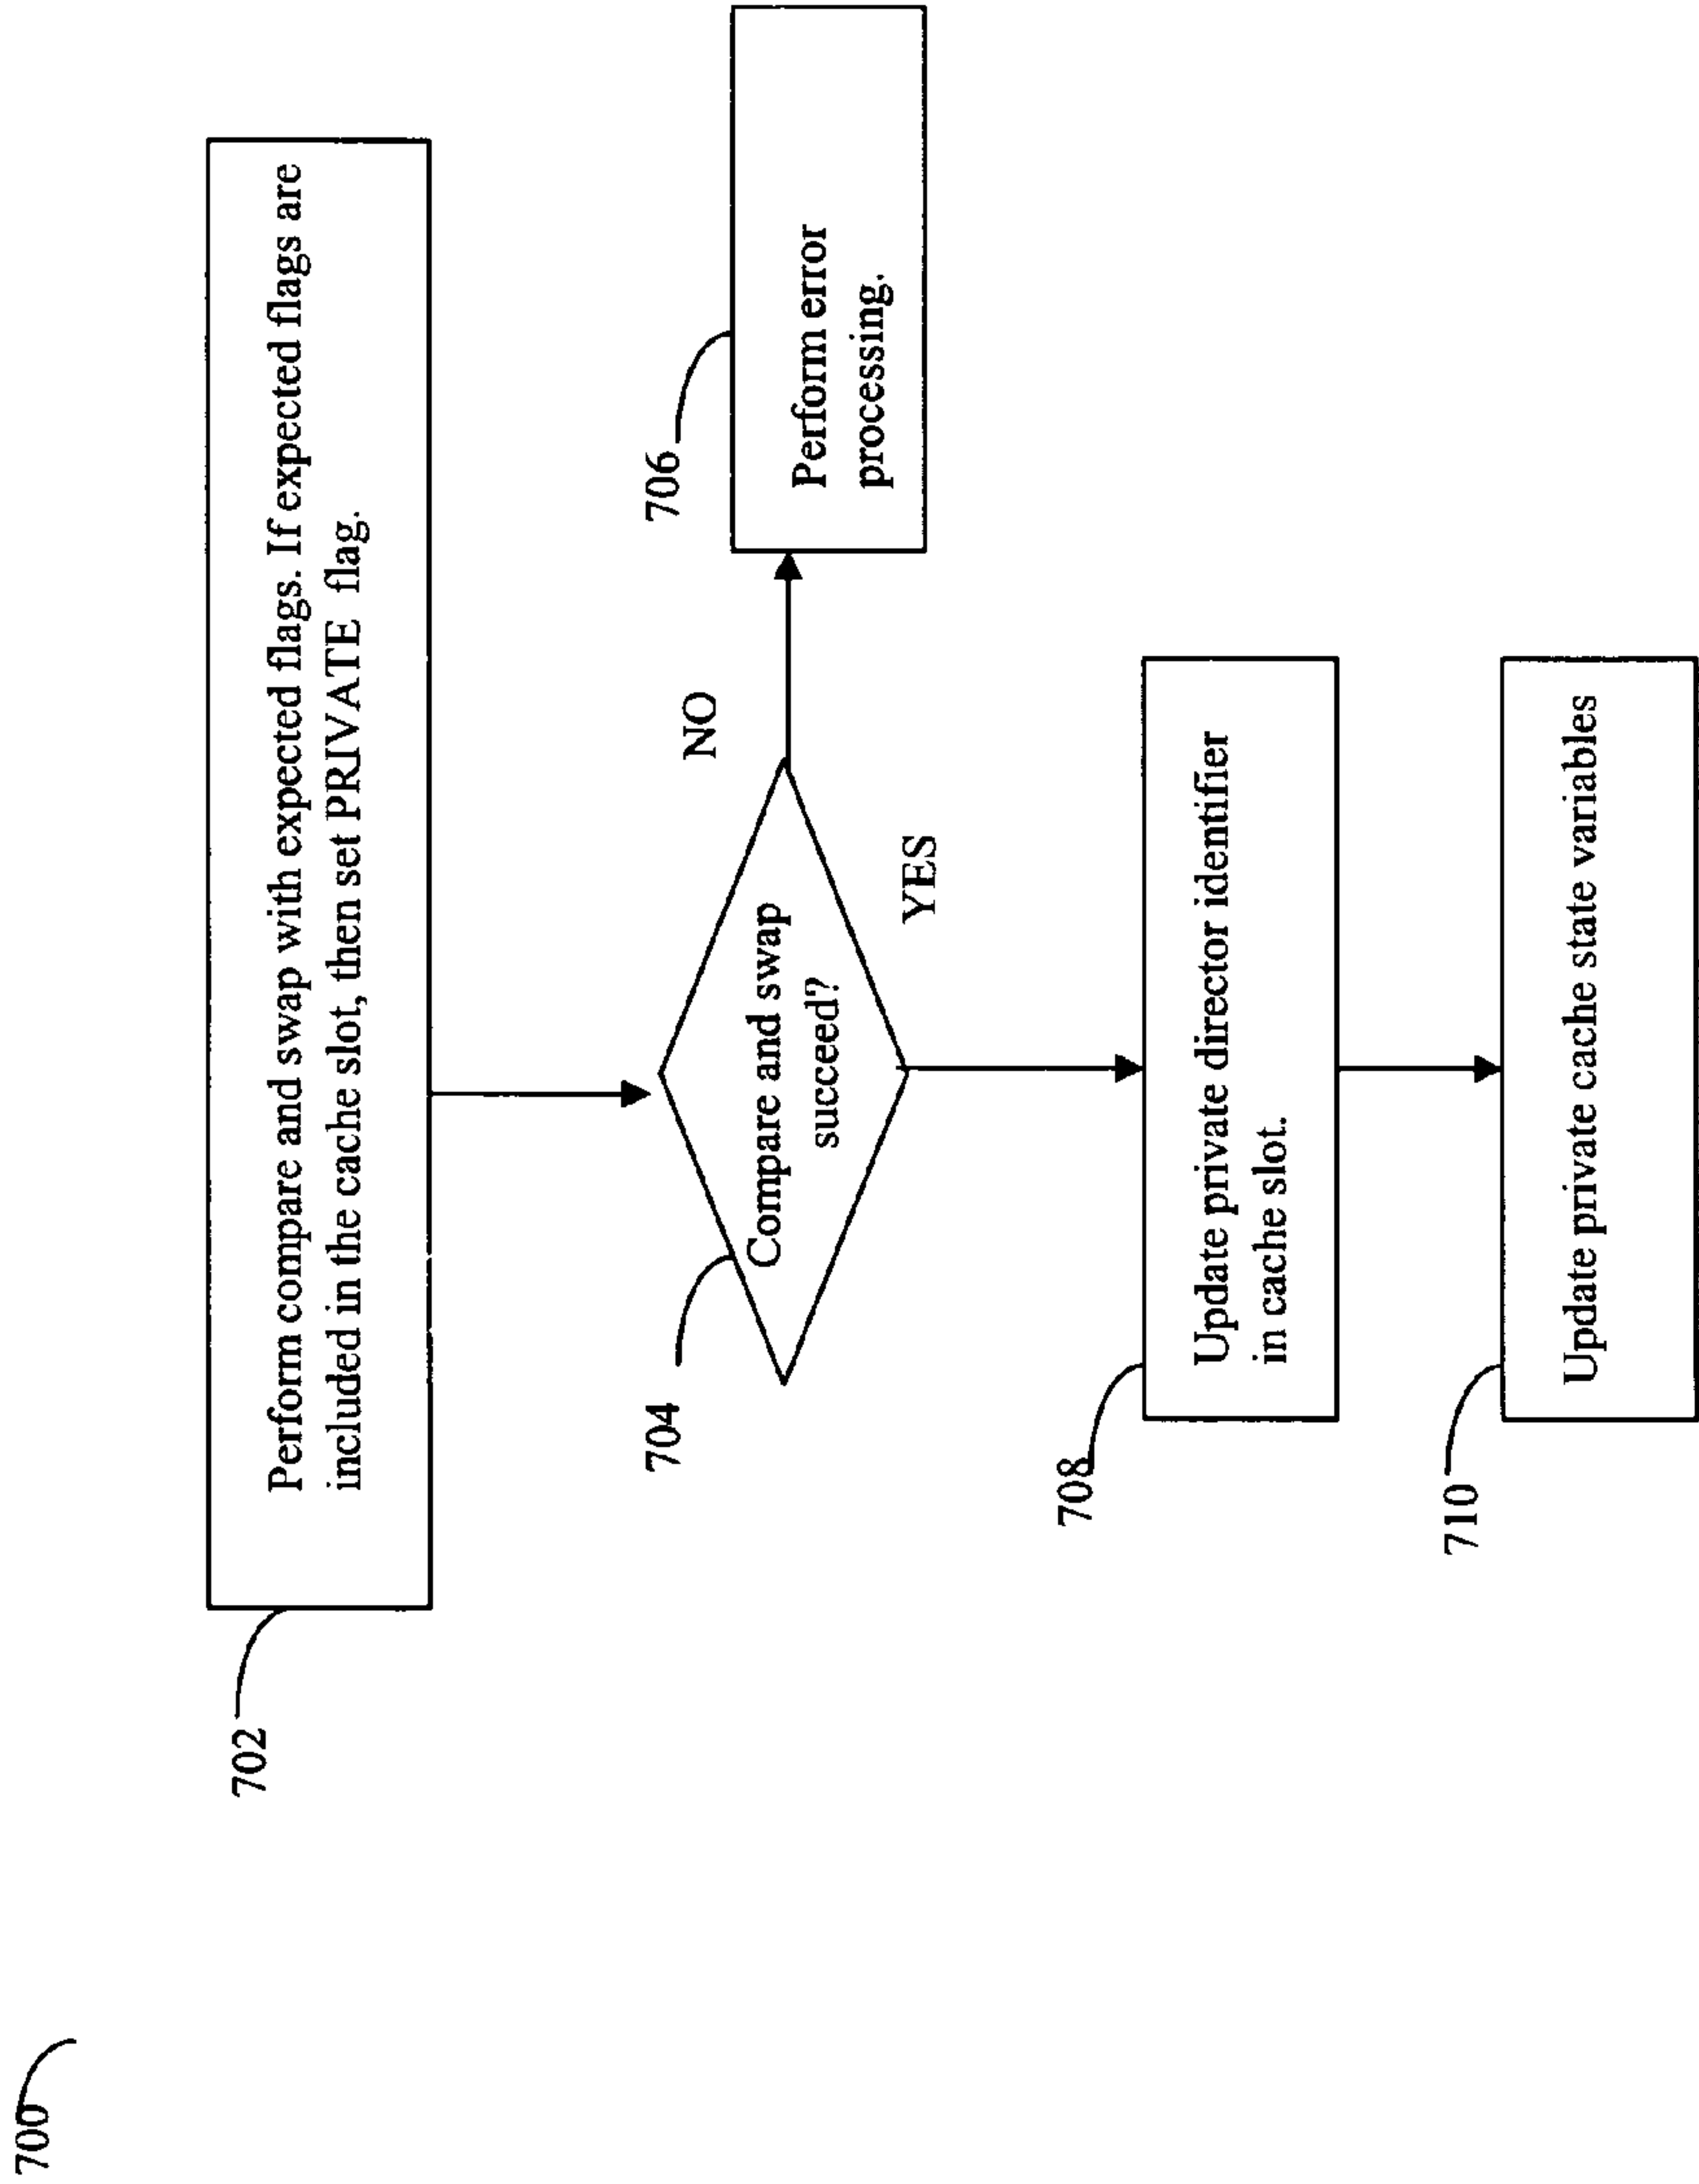 700
702
Perform compare and swap with expected flags. If expected flags are
included in the cache slot, then set PRIVATE flag.
704
Compare and swap
succeed?
NO
706
Perform error
processing.
YES
708
Update private director identifier
in cache slot.
710
Update private cache state variables